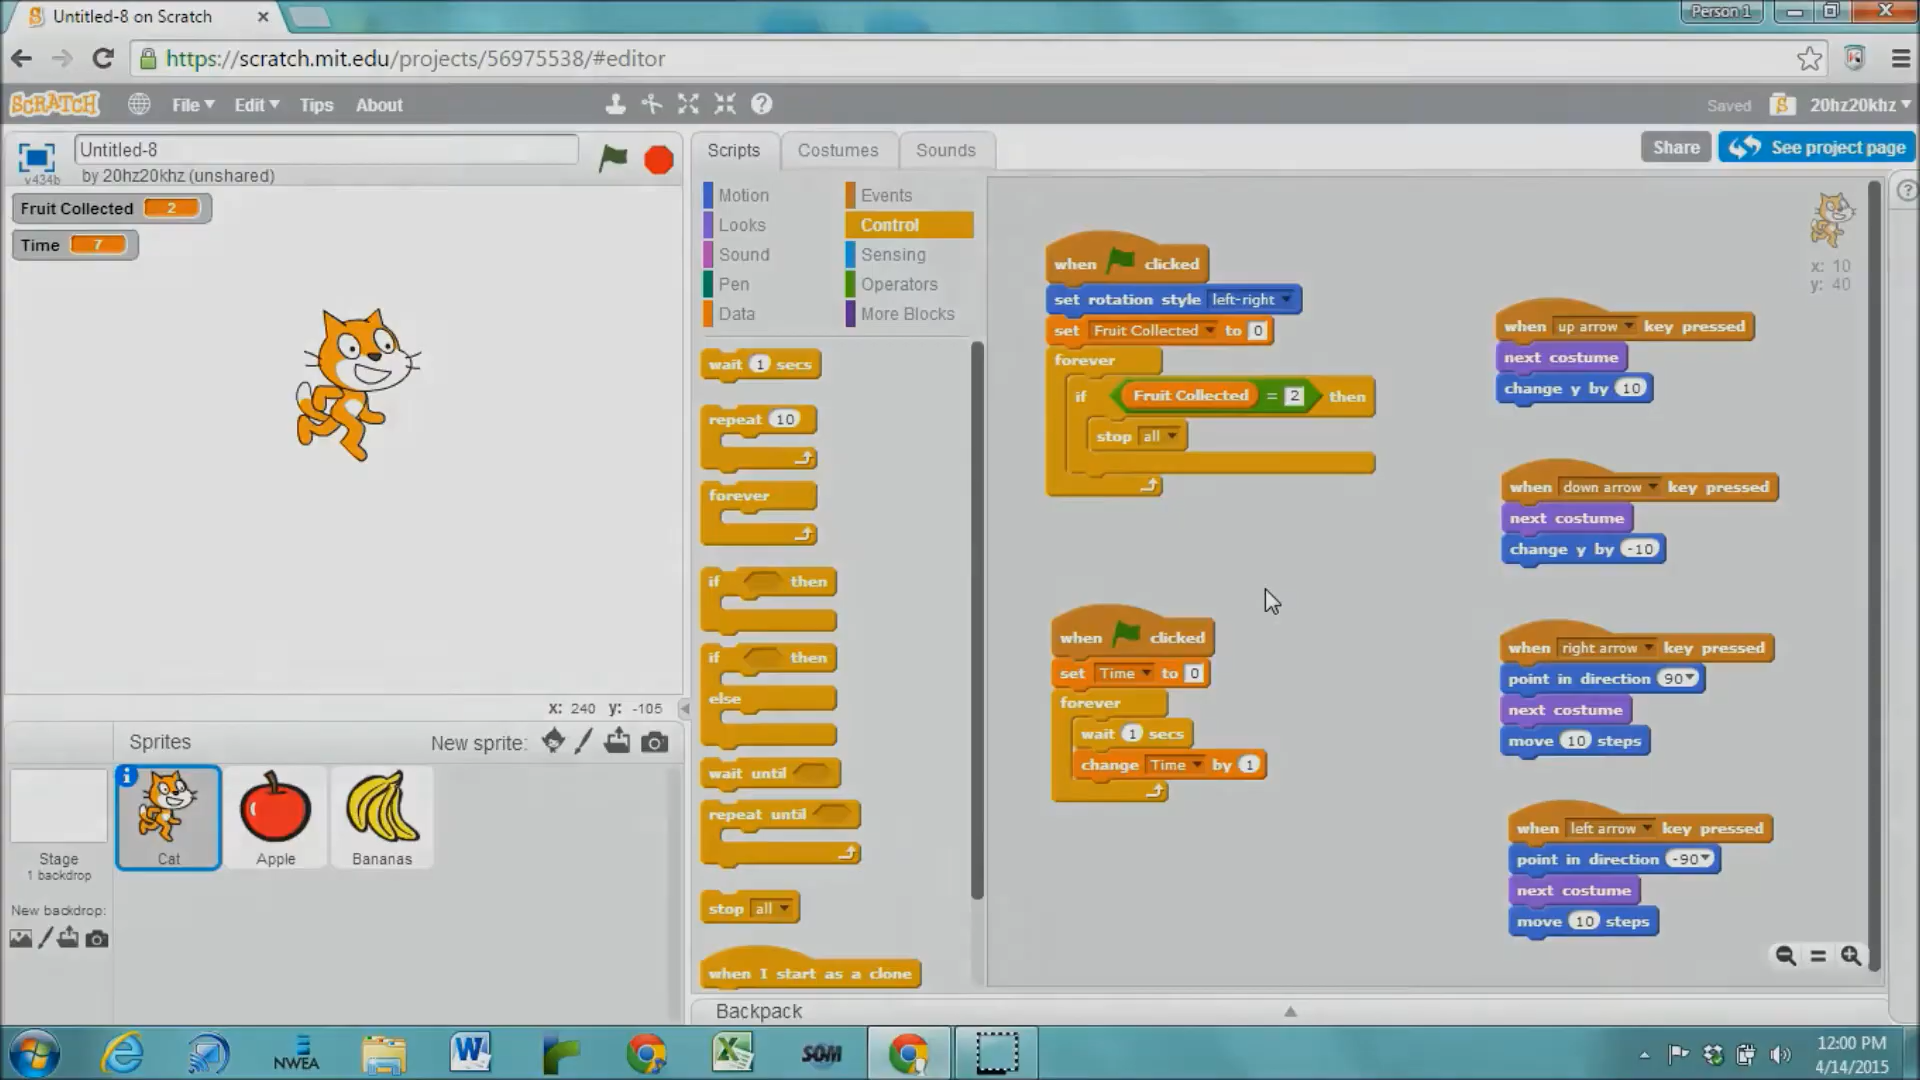 Untitled-8 on Scratch
Person 1
https://scratch.mit.edu/projects/56975538/#editor
SCRATCH
File
Edit
Tips
About
Saved
20hz20khz
Untitled-8
by 20hz20khz (unshared)
v434b
Scripts
Costumes
Sounds
Share
See project page
Fruit Collected 2
Time 7
Motion
Looks
Sound
Pen
Data
Events
Control
Sensing
Operators
More Blocks
wait 1 secs
repeat 10
forever
if then
if then
else
wait until
repeat until
stop all
when I start as a clone
when clicked
set rotation style left-right
set Fruit Collected to 0
forever
if Fruit Collected = 2 then
stop all
when clicked
set Time to 0
forever
wait 1 secs
change Time by 1
x: 10
y: 40
when up arrow key pressed
next costume
change y by 10
when down arrow key pressed
next costume
change y by -10
when right arrow key pressed
point in direction 90
next costume
move 10 steps
when left arrow key pressed
point in direction -90
next costume
move 10 steps
x: 240 y: -105
Sprites
New sprite:
Stage
1 backdrop
New backdrop:
Cat
Apple
Bananas
Backpack
NWEA
SOM
12:00 PM
4/14/2015